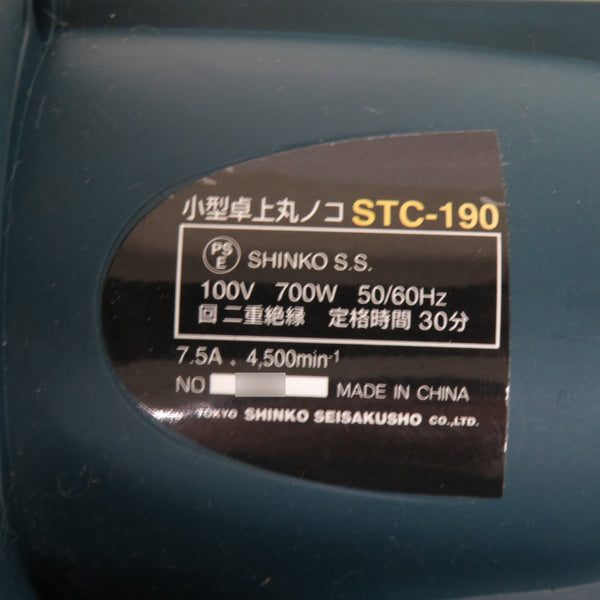 小型卓上丸ノコ STC-190
PS E SHINKO S.S.
100V 700W 50/60Hz
回 二重絶縁 定格時間 30分
7.5A 、 4,500min-1
NO MADE IN CHINA
TOKYO SHINKO SEISAKUSHO CO.,LTD.